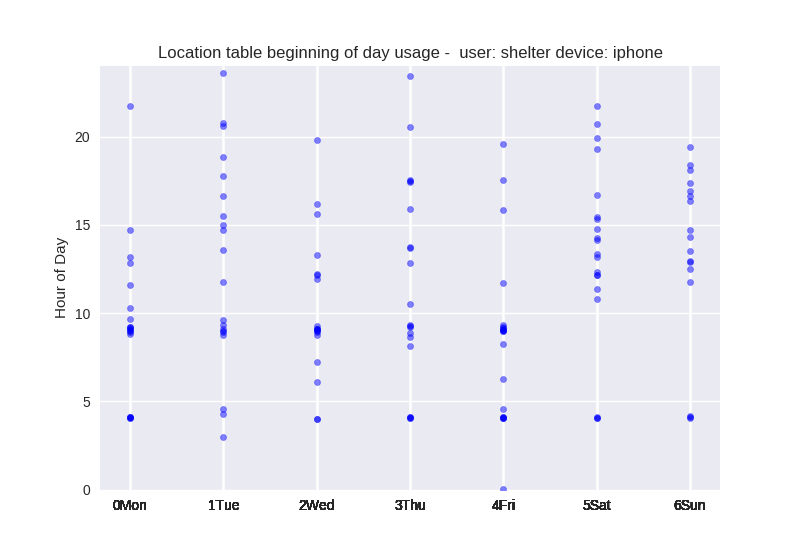 Location table beginning of day usage -  user: shelter device: iphone
Hour of Day
20
15
10
5
0
0Mon 1Tue 2Wed 3Thu 4Fri 5Sat 6Sun